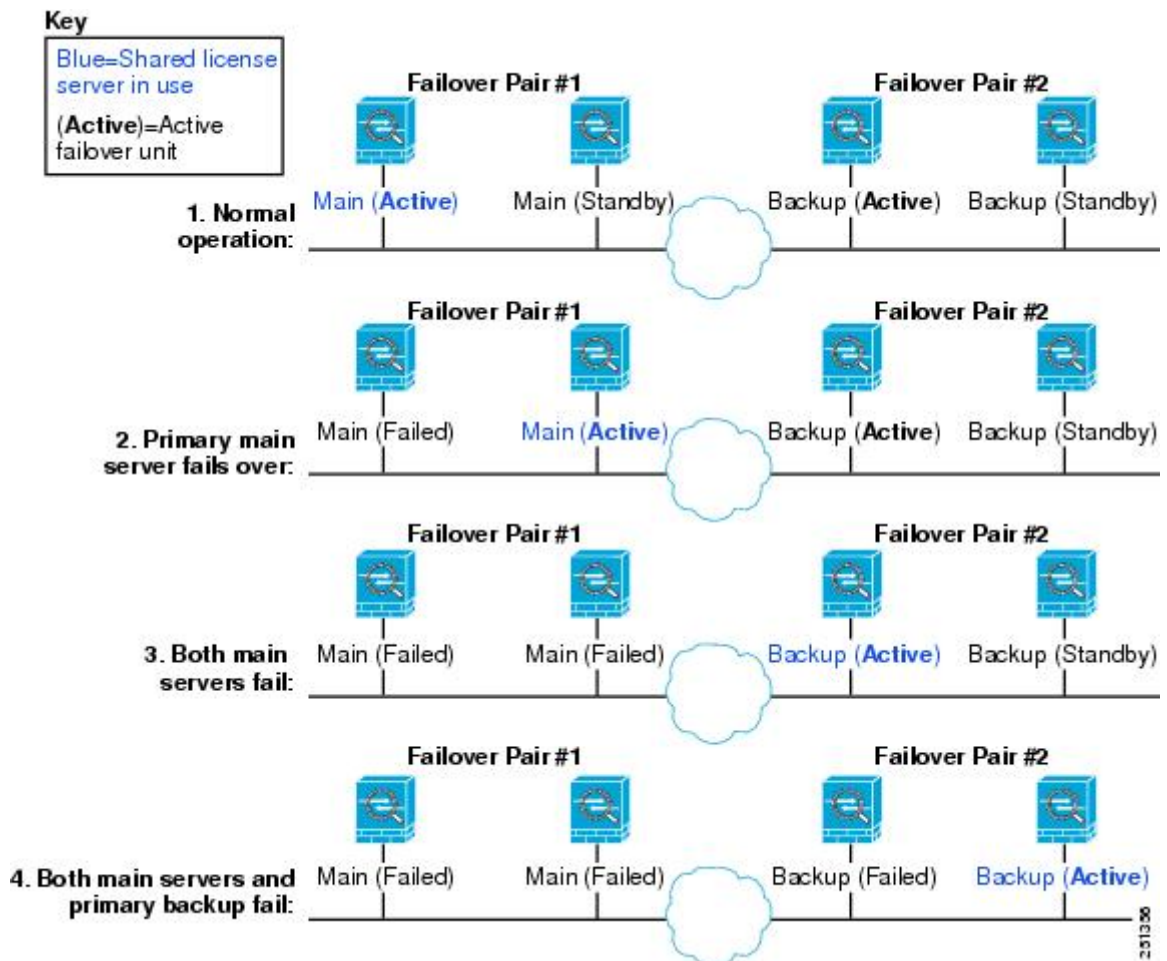 Key
Blue=Shared license
server in use
(Active)=Active
failover unit
Failover Pair #1
Failover Pair #2
1. Normal
operation:
Main (Active)
Main (Standby)
Backup (Active)
Backup (Standby)
Failover Pair #1
Failover Pair #2
2. Primary main
server fails over:
Main (Failed)
Main (Active)
Backup (Active)
Backup (Standby)
Failover Pair #1
Failover Pair #2
3. Both main
servers fail:
Main (Failed)
Main (Failed)
Backup (Active)
Backup (Standby)
Failover Pair #1
Failover Pair #2
4. Both main servers and
primary backup fail:
Main (Failed)
Main (Failed)
Backup (Failed)
Backup (Active)
251356